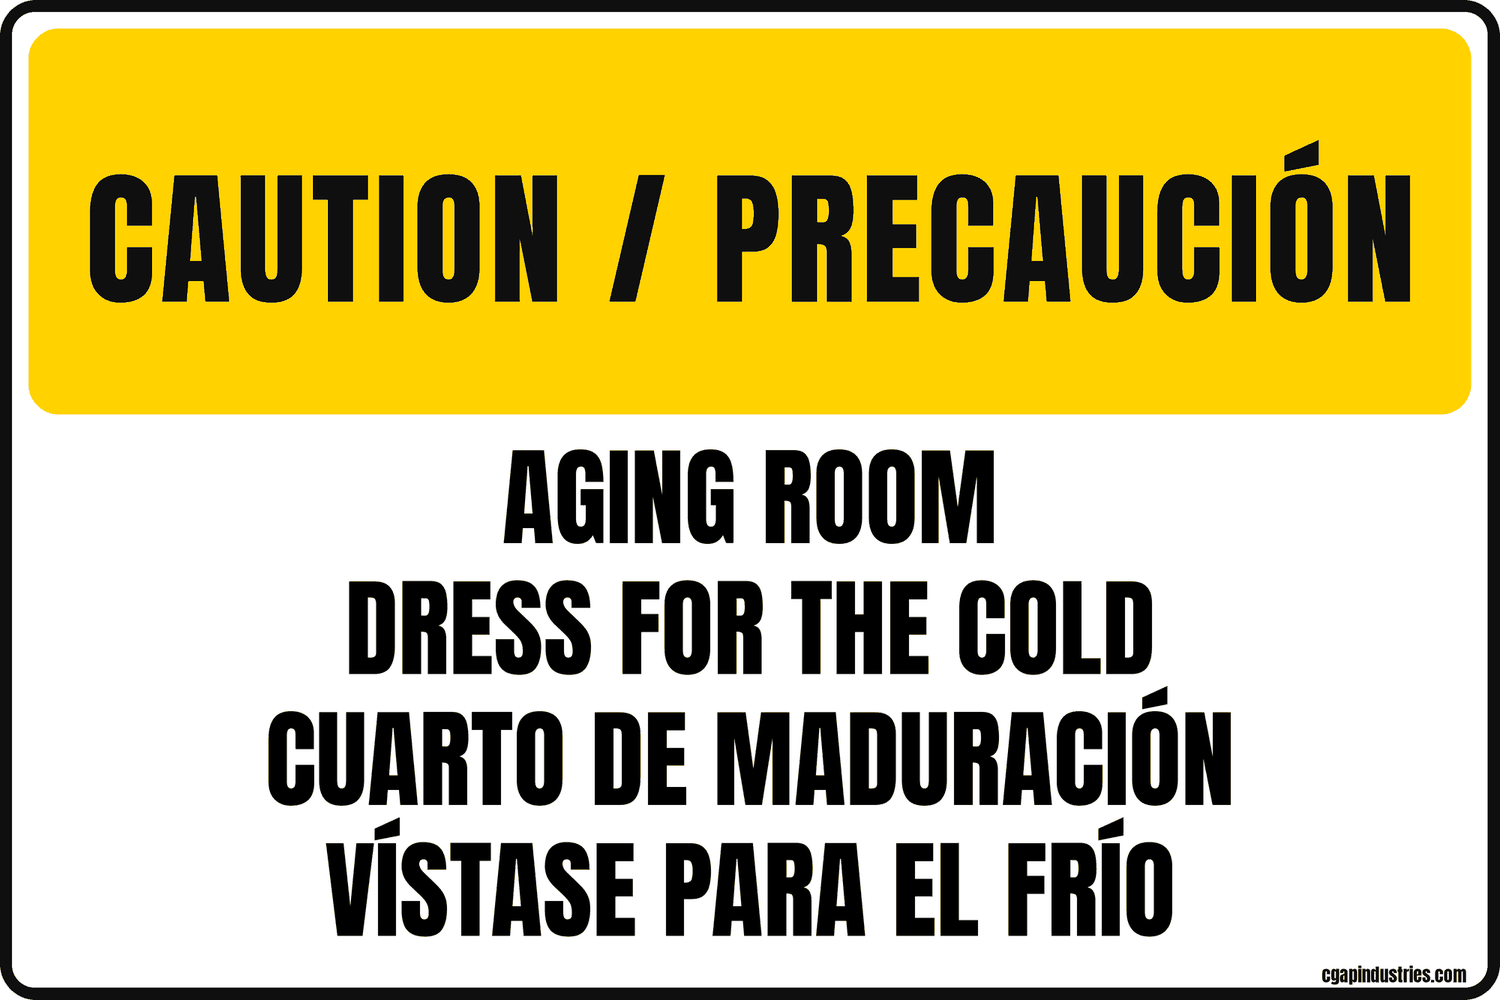 CAUTION / PRECAUCIÓN
AGING ROOM
DRESS FOR THE COLD
CUARTO DE MADURACIÓN
VÍSTASE PARA EL FRÍO
cgapindustries.com